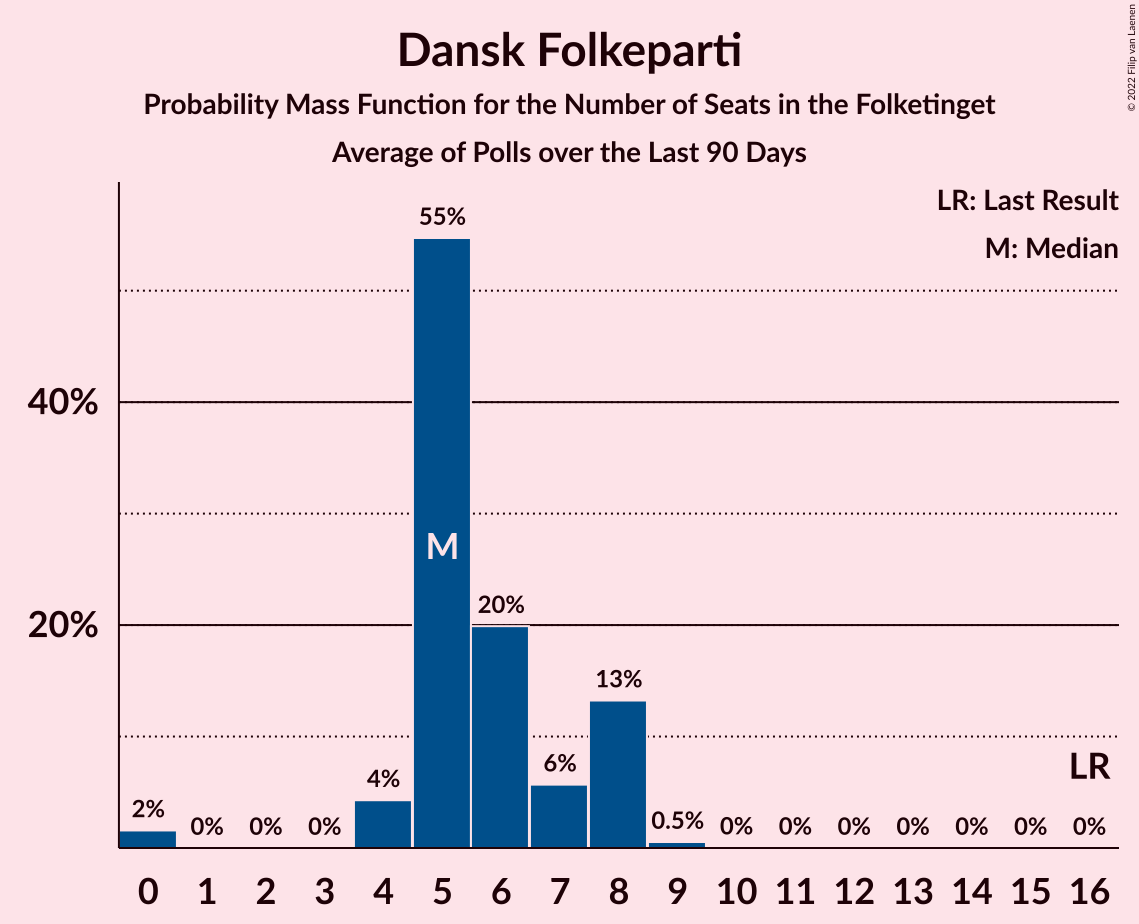 Dansk Folkeparti
Probability Mass Function for the Number of Seats in the Folketinget
Average of Polls over the Last 90 Days
© 2022 Filip van Laenen
LR: Last Result
M: Median
55%
40%
M
20%
20%
13%
6%
LR
4%
2%
0%
0%
0%
0.5%
0%
0%
0%
0%
0%
0%
0%
0 1 2 3 4 5 6 7 8 9 10 11 12 13 14 15 16